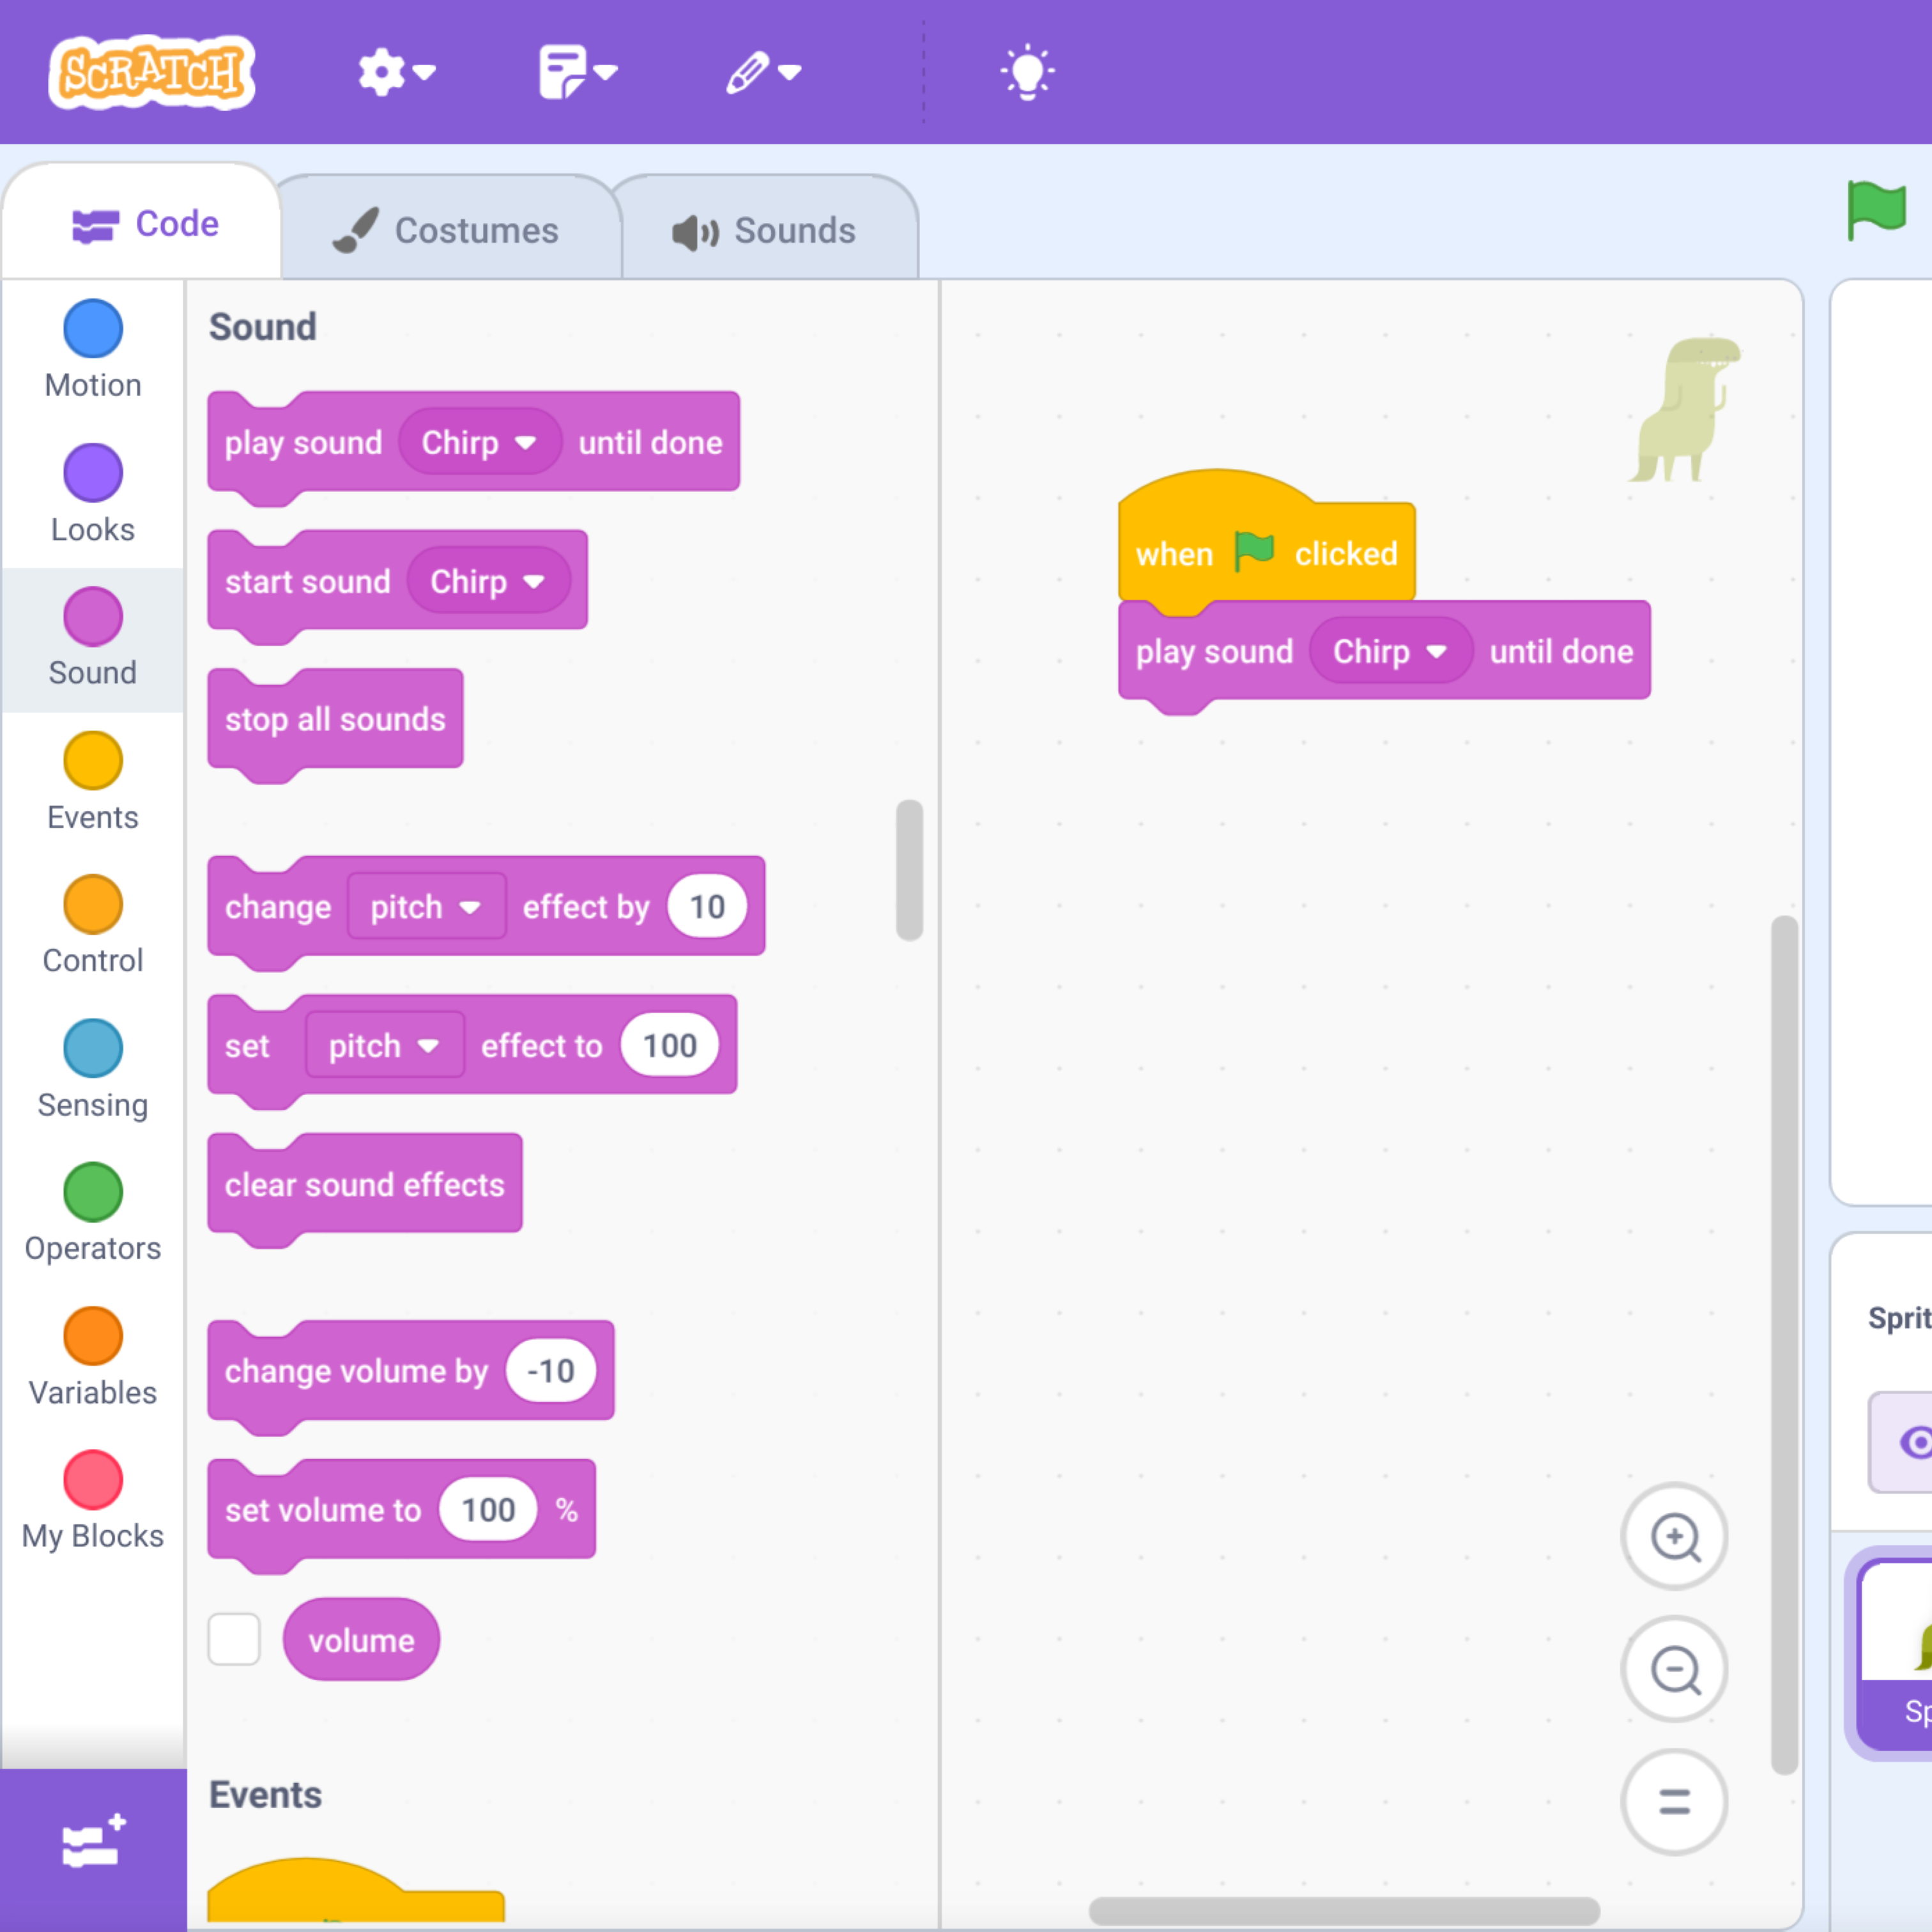 SCRATCH
Code
Costumes
Sounds
Motion
Looks
Sound
Events
Control
Sensing
Operators
Variables
My Blocks
Sound
play sound Chirp until done
start sound Chirp
stop all sounds
change pitch effect by 10
set pitch effect to 100
clear sound effects
change volume by -10
set volume to 100 %
volume
Events
when clicked
play sound Chirp until done
Sprit
Sp